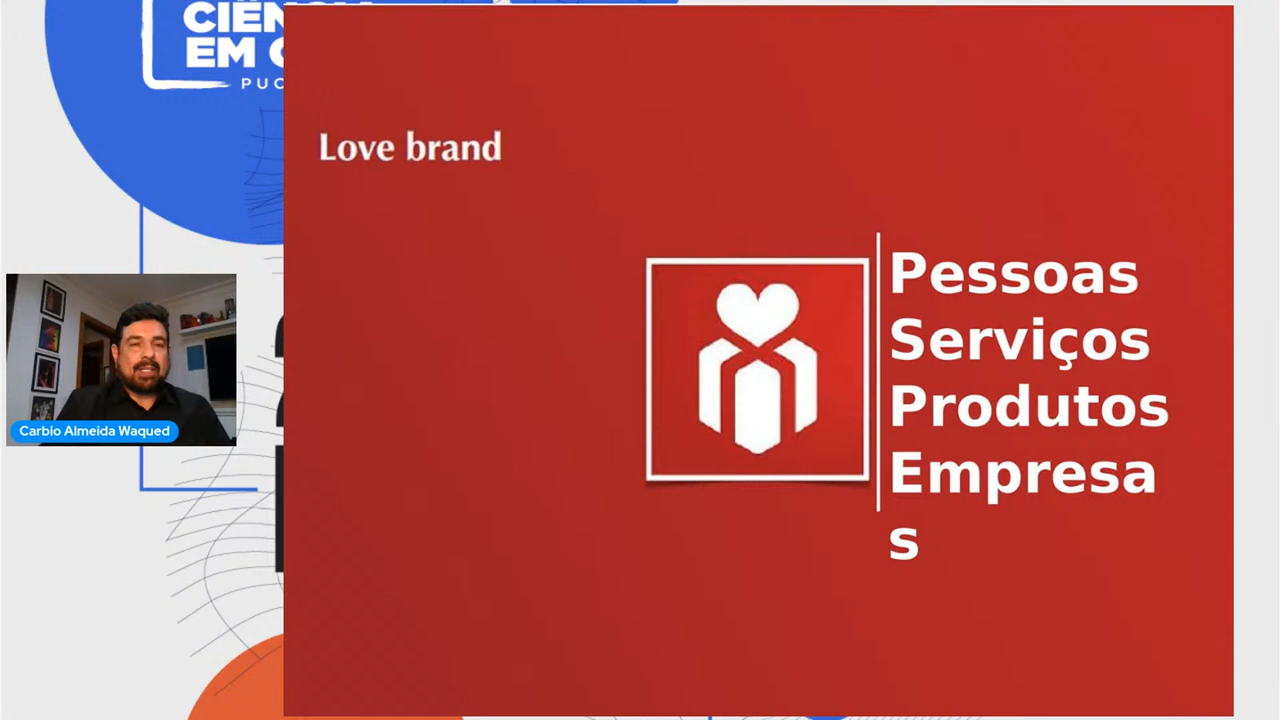 EM
PUC
Love brand
Pessoas
Serviços
Produtos
Empresa
s
Carbio Almeida Waqued